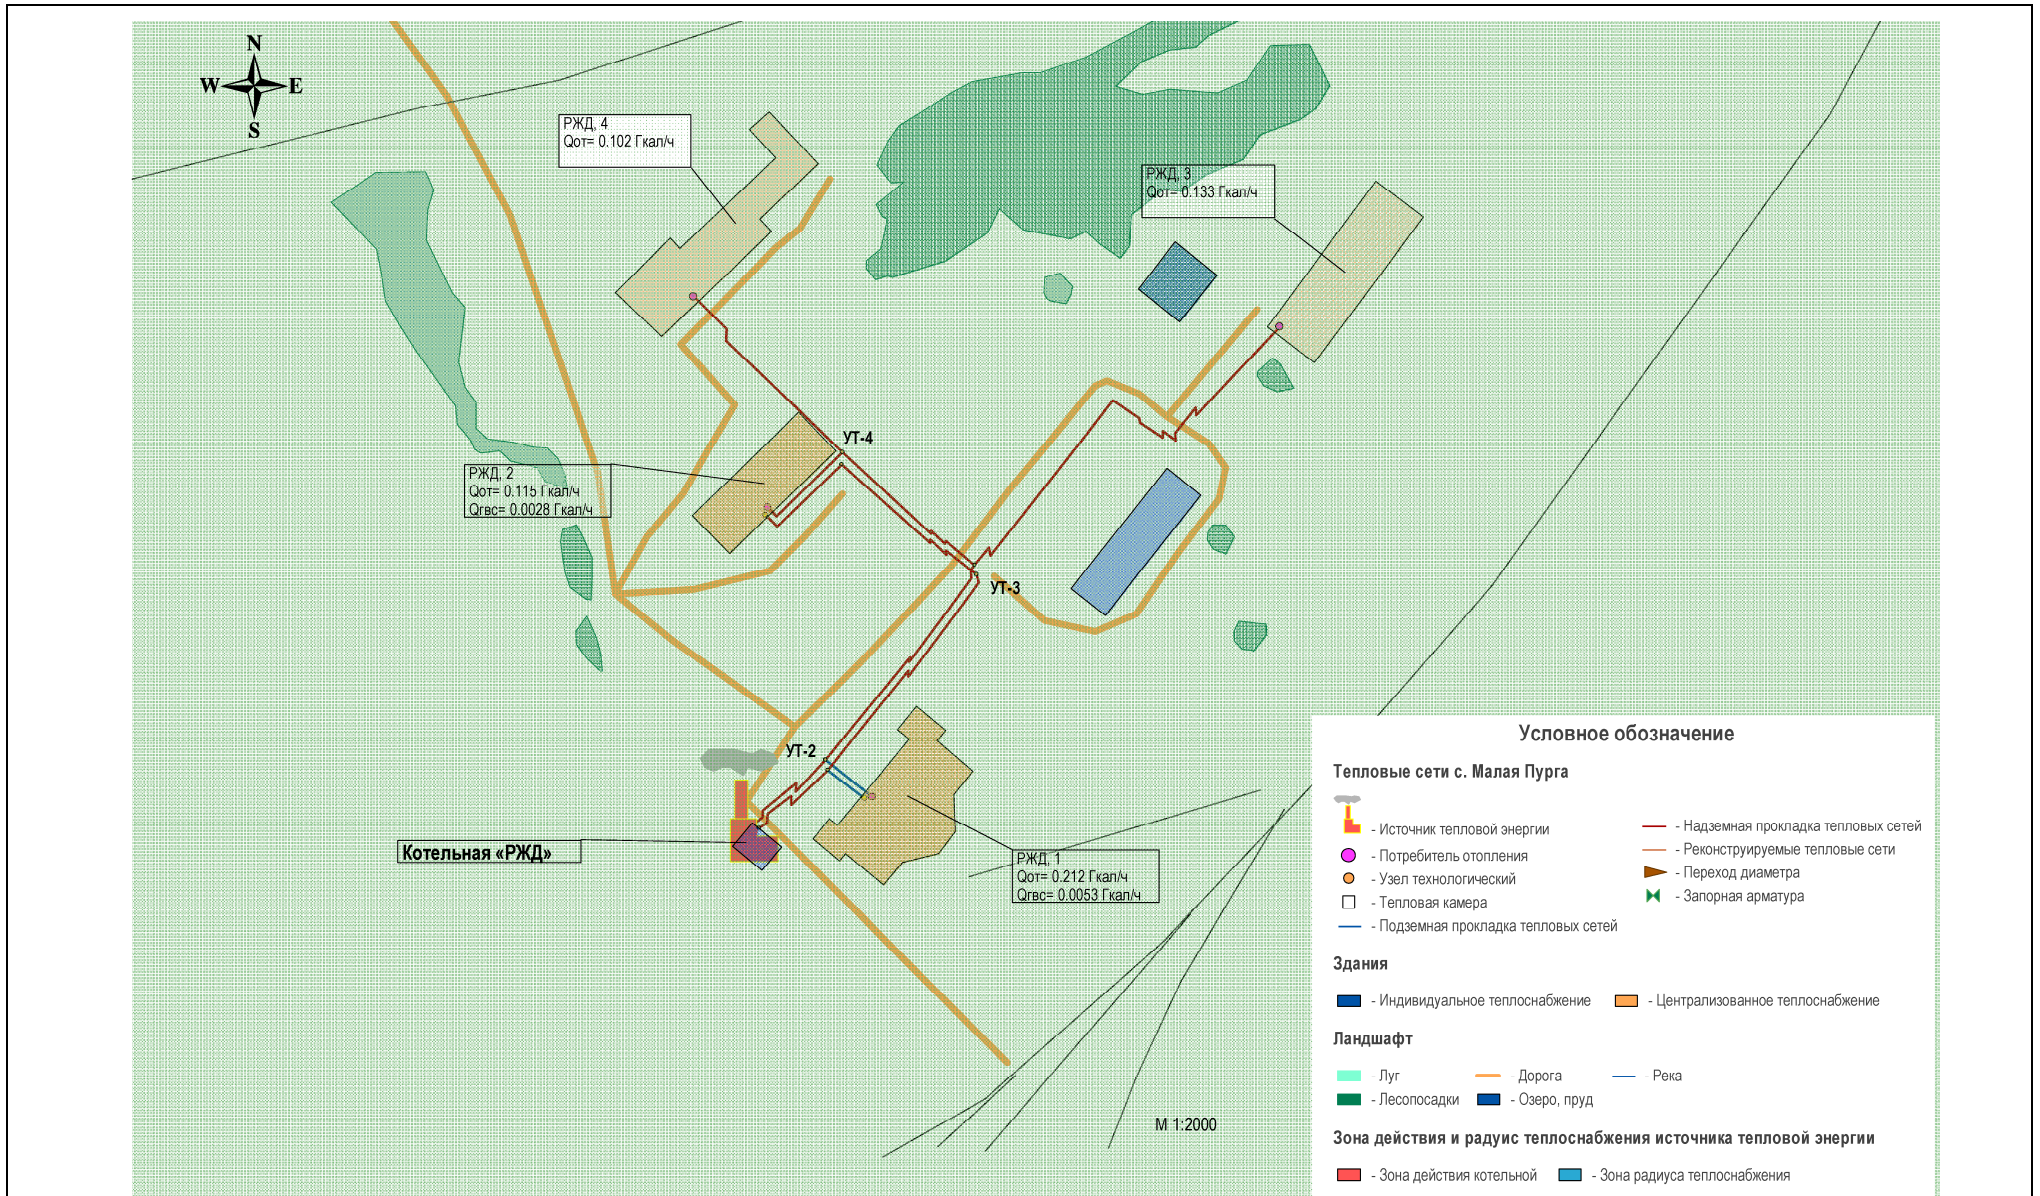 N
W E
S
РЖД, 4
Qот= 0.102 Гкал/ч
РЖД, 3
Qот= 0.133 Гкал/ч
УТ-4
РЖД, 2
Qот= 0.115 Гкал/ч
Qгвс= 0.0028 Гкал/ч
УТ-3
УТ-2
Котельная «РЖД»
РЖД, 1
Qот= 0.212 Гкал/ч
Qгвс= 0.0053 Гкал/ч
М 1:2000
Условное обозначение
Тепловые сети с. Малая Пурга
- Источник тепловой энергии
- Потребитель отопления
- Узел технологический
- Тепловая камера
- Подземная прокладка тепловых сетей
- Надземная прокладка тепловых сетей
- Реконструируемые тепловые сети
- Переход диаметра
- Запорная арматура
Здания
- Индивидуальное теплоснабжение - Централизованное теплоснабжение
Ландшафт
Луг Дорога Река
- Лесопосадки - Озеро, пруд
Зона действия и радуис теплоснабжения источника тепловой энергии
- Зона действия котельной - Зона радиуса теплоснабжения